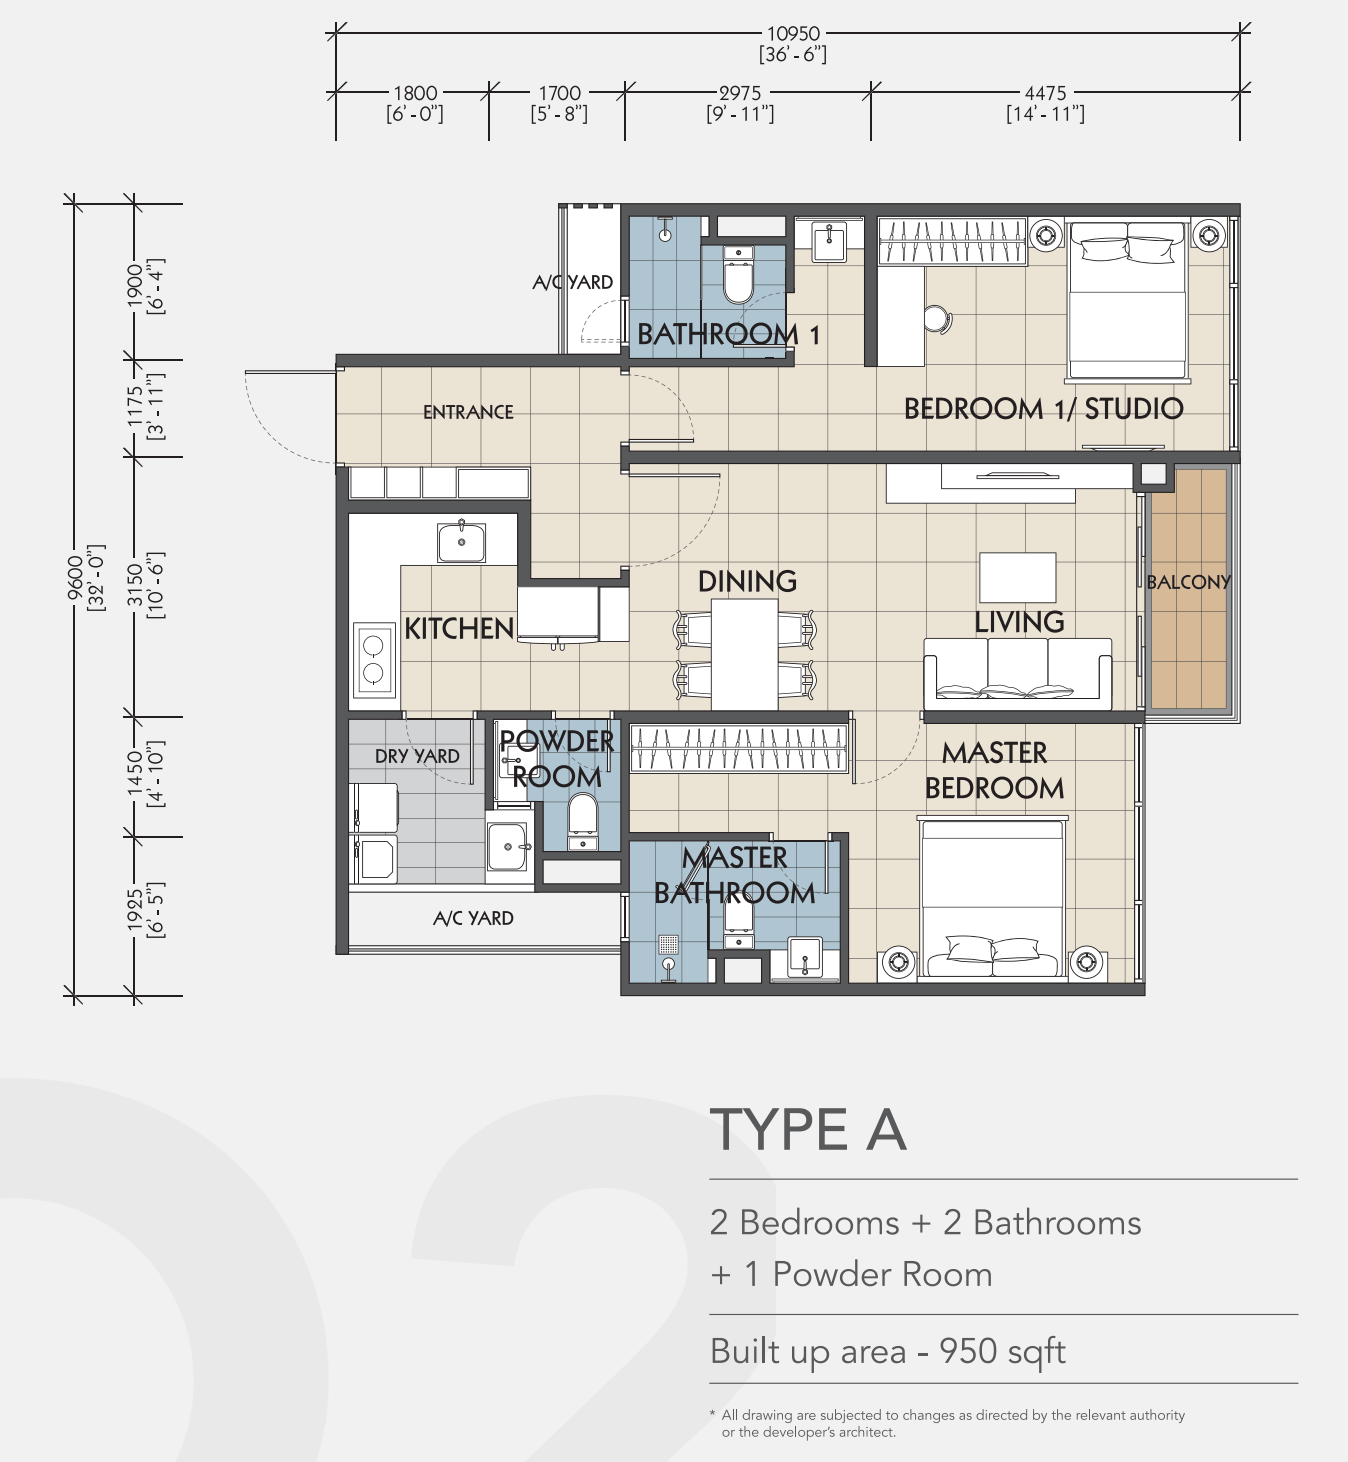 10950
[36' - 6"]
1800
[6' - 0"]
1700
[5' - 8"]
2975
[9' - 11"]
4475
[14' - 11"]
9600
[32' - 0"]
1900
[6' - 4"]
1175
[3' - 11"]
3150
[10' - 6"]
1450
[4' - 10"]
1925
[6' - 5"]
A/C YARD
BATHROOM 1
ENTRANCE
BEDROOM 1/ STUDIO
DINING
BALCONY
KITCHEN
LIVING
DRY YARD
POWDER
ROOM
MASTER
BEDROOM
MASTER
BATHROOM
A/C YARD
02
TYPE A
2 Bedrooms + 2 Bathrooms
+ 1 Powder Room
Built up area - 950 sqft
* All drawing are subjected to changes as directed by the relevant authority
or the developer's architect.